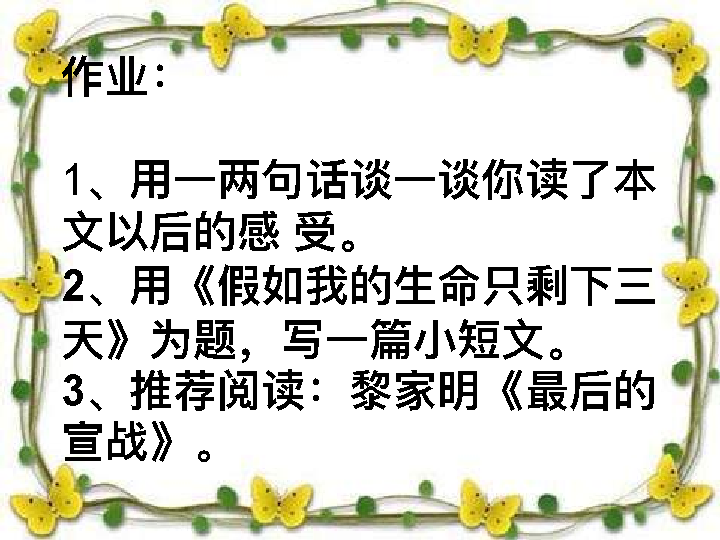 作业：
1、用一两句话谈一谈你读了本
文以后的感 受。
2、用《假如我的生命只剩下三
天》为题，写一篇小短文。
3、推荐阅读：黎家明《最后的
宣战》。